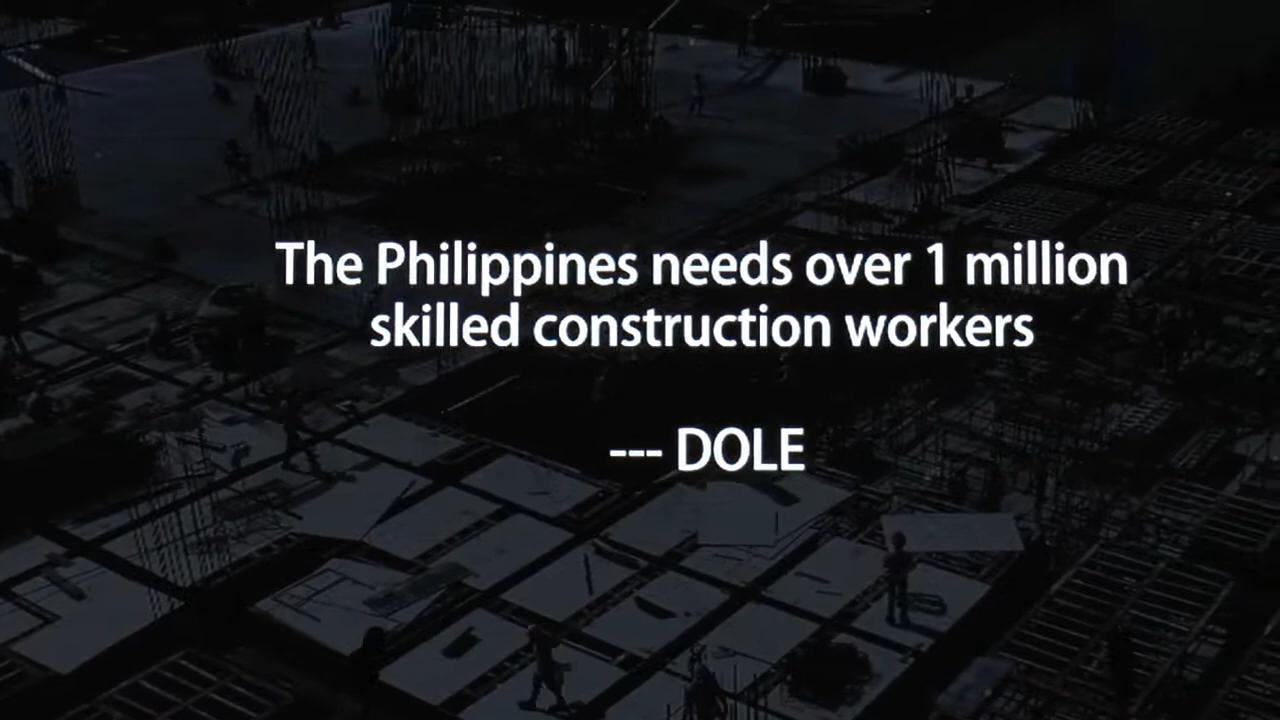 The Philippines needs over 1 million
skilled construction workers
--- DOLE